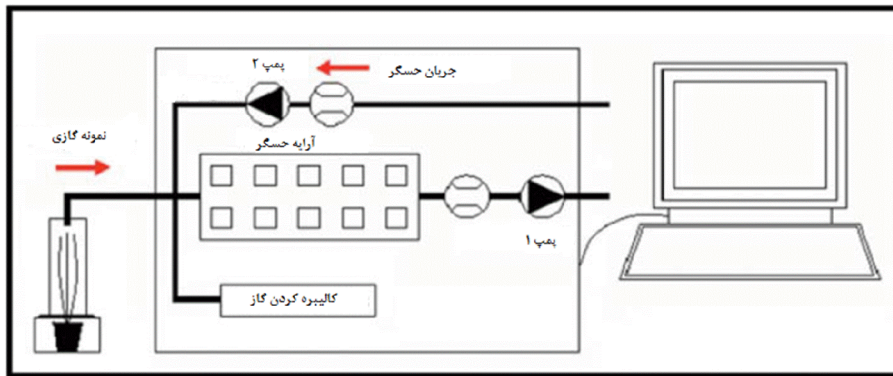 پمپ ۲
جریان حسگر
آرایه حسگر
نمونه گازی
پمپ ۱
کالیبره کردن گاز